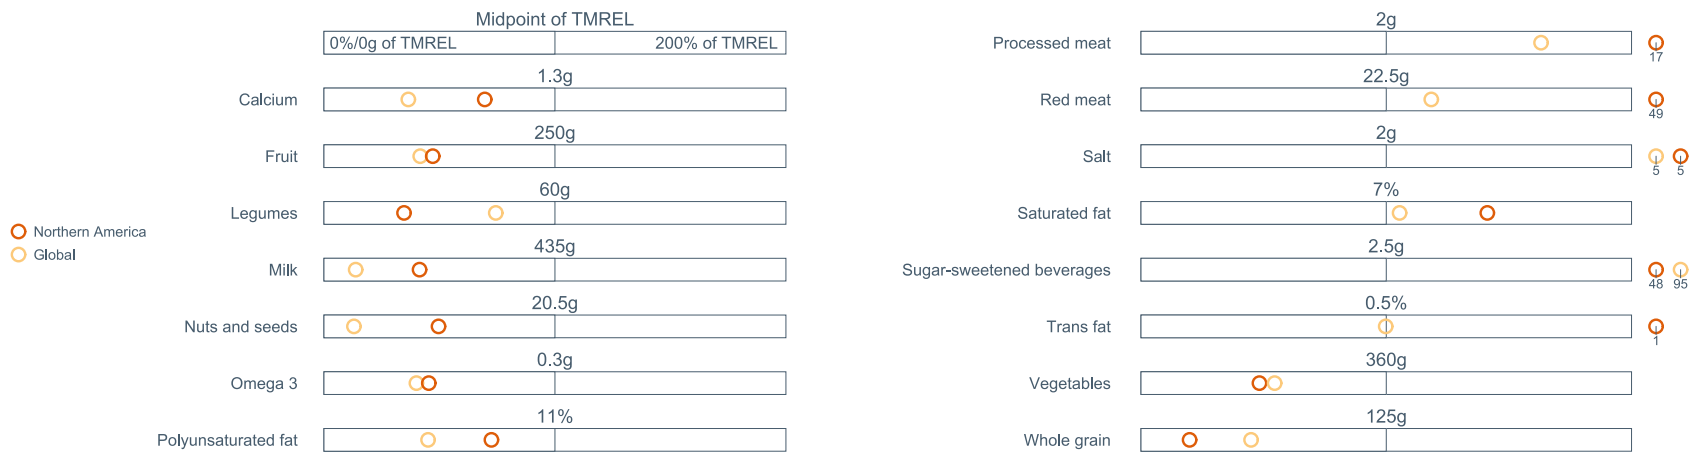 Midpoint of TMREL
0%/0g of TMREL 200% of TMREL
1.3g
Calcium
250g
Fruit
60g
Legumes
435g
Milk
20.5g
Nuts and seeds
0.3g
Omega 3
11%
Polyunsaturated fat
Northern America
Global
2g
Processed meat
17
22.5g
Red meat
49
2g
Salt
5 5
7%
Saturated fat
2.5g
Sugar-sweetened beverages
48 95
0.5%
Trans fat
1
360g
Vegetables
125g
Whole grain